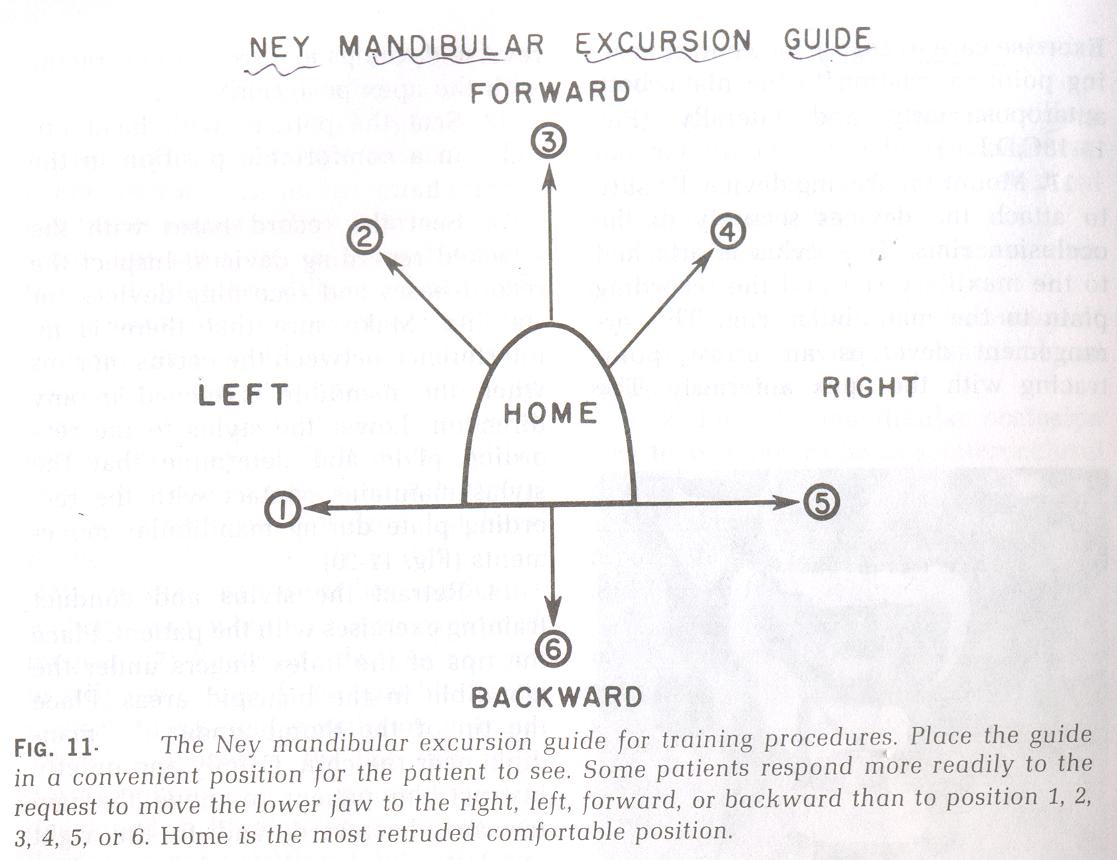 NEY MANDIBULAR EXCURSION GUIDE
FORWARD
3
2
4
LEFT
RIGHT
HOME
1
5
6
BACKWARD
FIG. 11- The Ney mandibular excursion guide for training procedures. Place the guide
in a convenient position for the patient to see. Some patients respond more readily to the
request to move the lower jaw to the right, left, forward, or backward than to position 1, 2,
3, 4, 5, or 6. Home is the most retruded comfortable position.